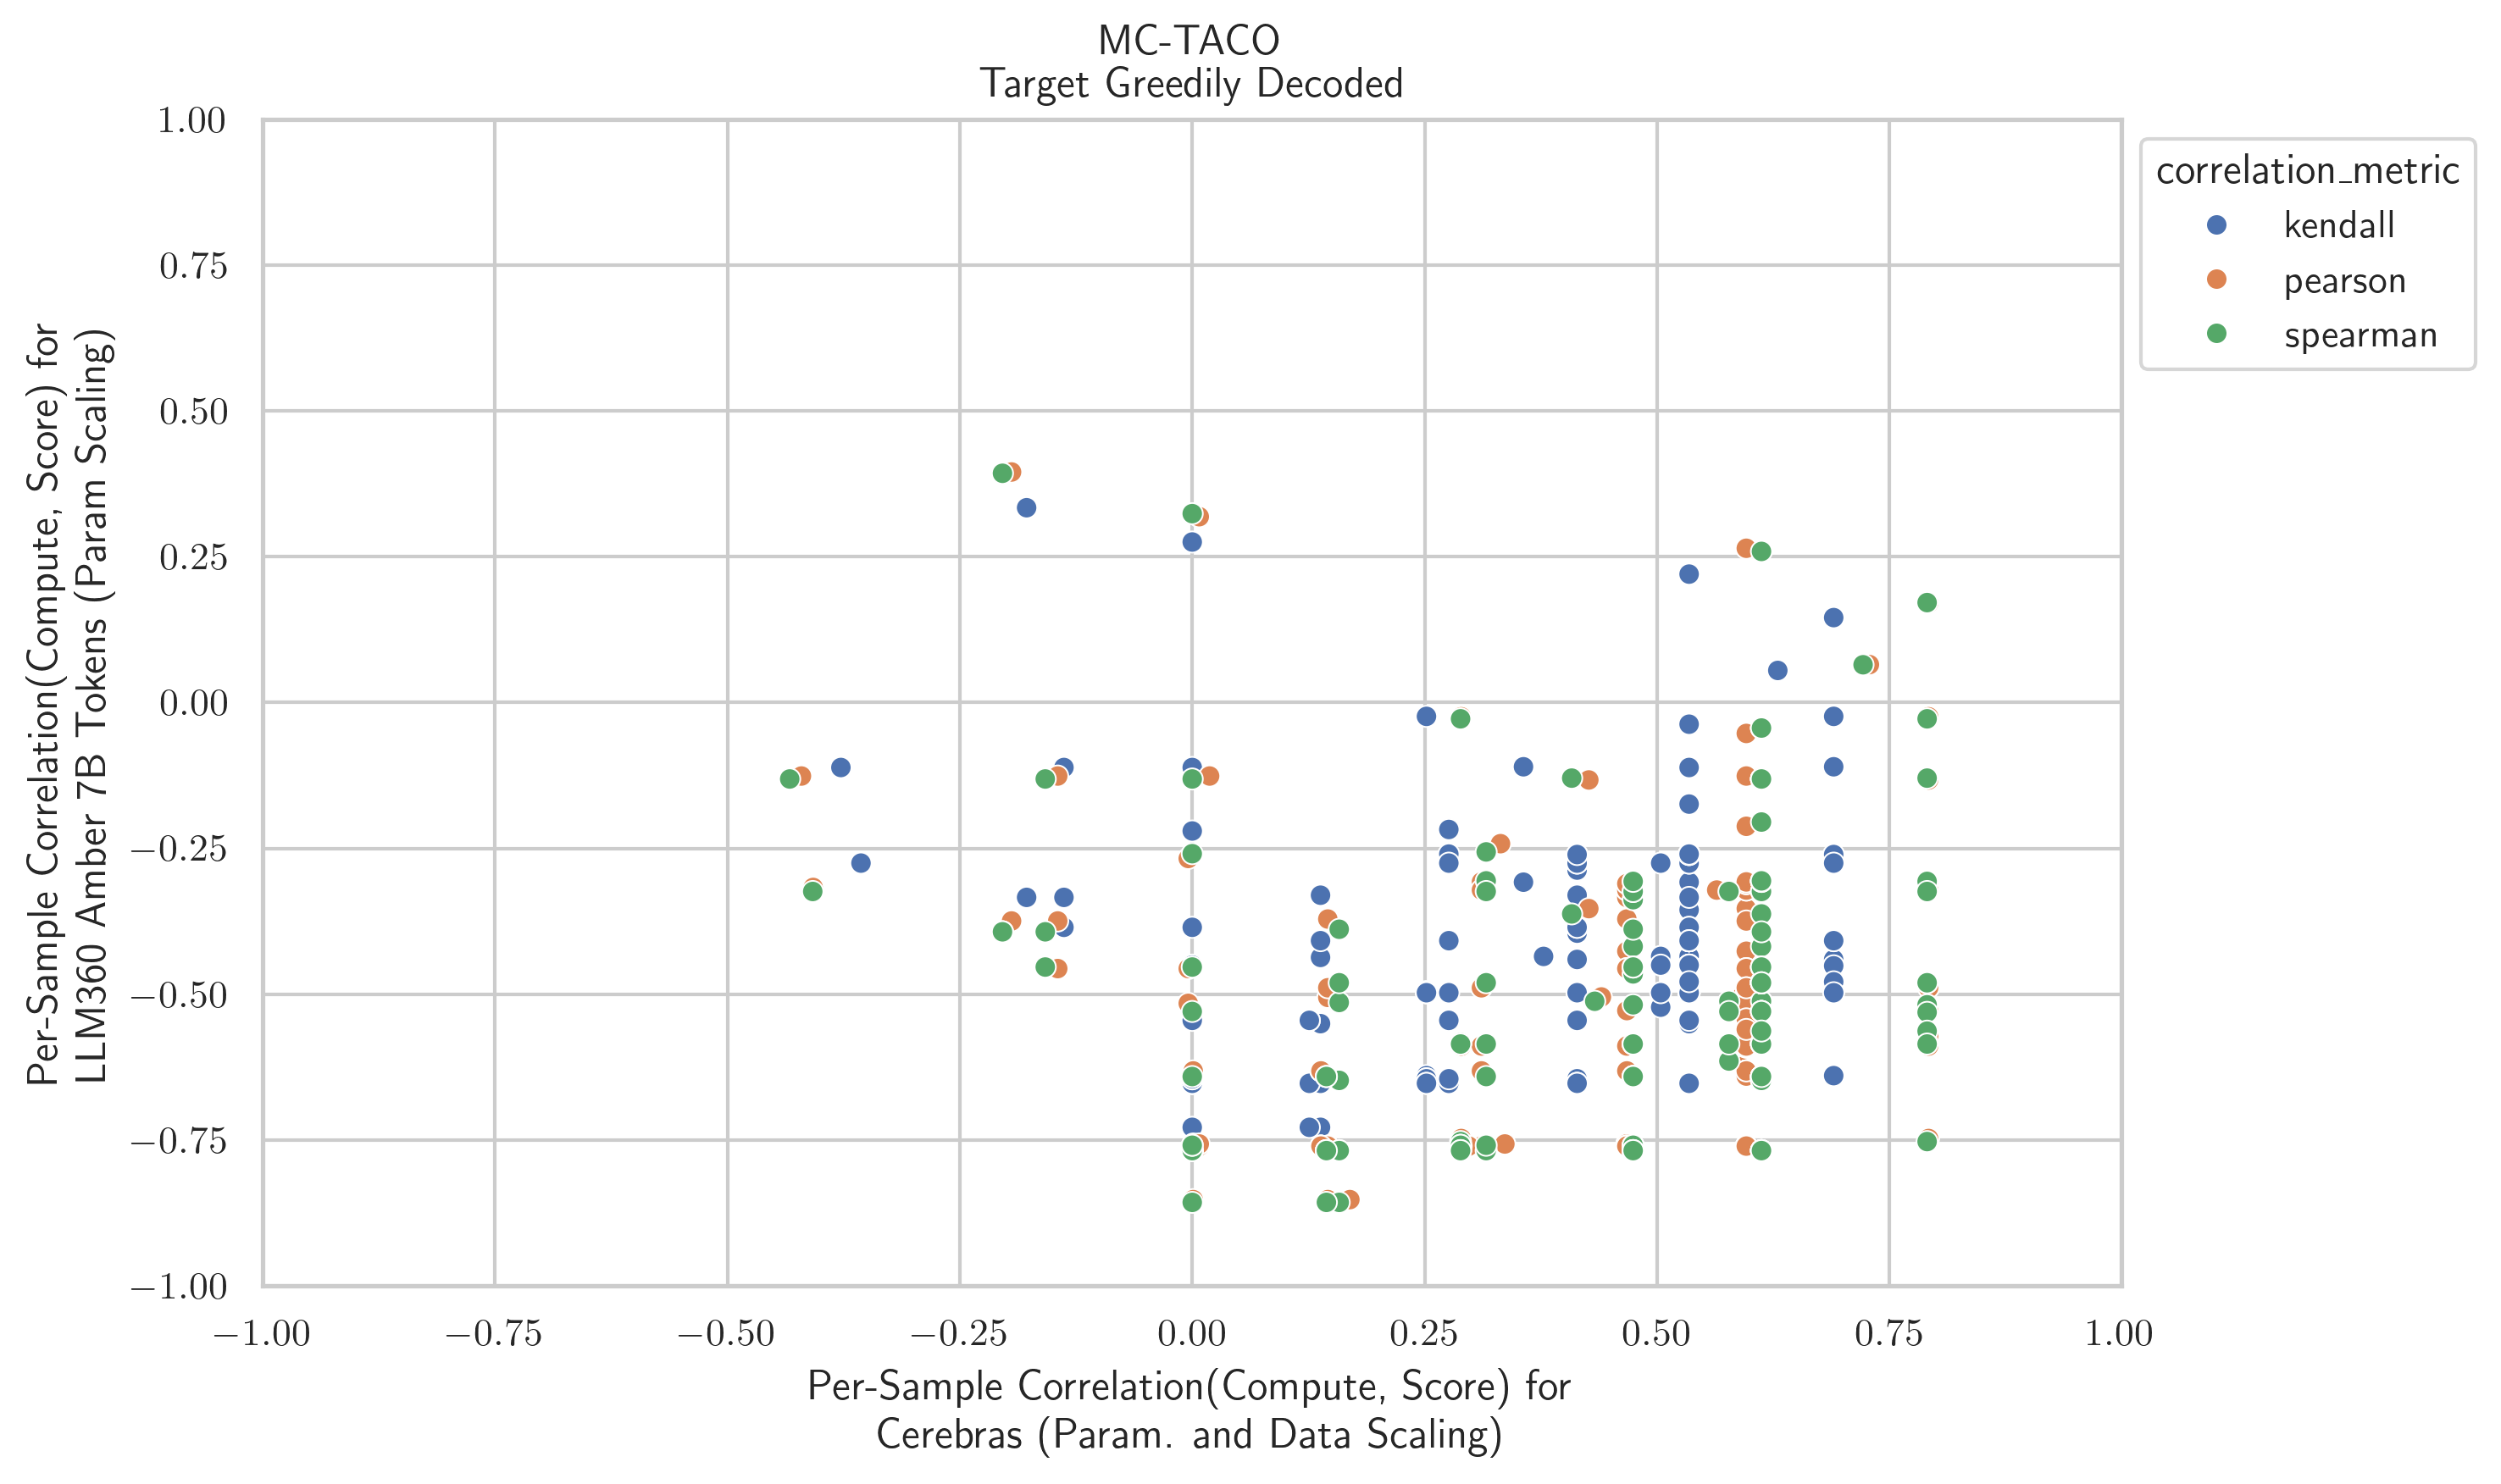 MC-TACO
Target Greedily Decoded
Per-Sample Correlation(Compute, Score) for
LLM360 Amber 7B Tokens (Param Scaling)
1.00
0.75
0.50
0.25
0.00
−0.25
−0.50
−0.75
−1.00
−1.00
−0.75
−0.50
−0.25
0.00
0.25
0.50
0.75
1.00
Per-Sample Correlation(Compute, Score) for
Cerebras (Param. and Data Scaling)
correlation_metric
kendall
pearson
spearman